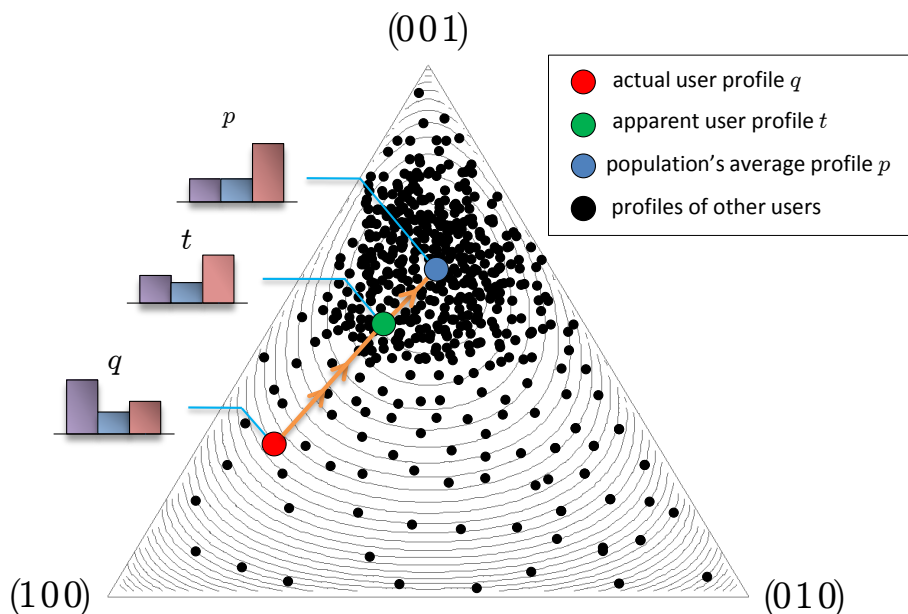 (001)
actual user profile q
apparent user profile t
population's average profile p
profiles of other users
p
t
q
(100)
(010)